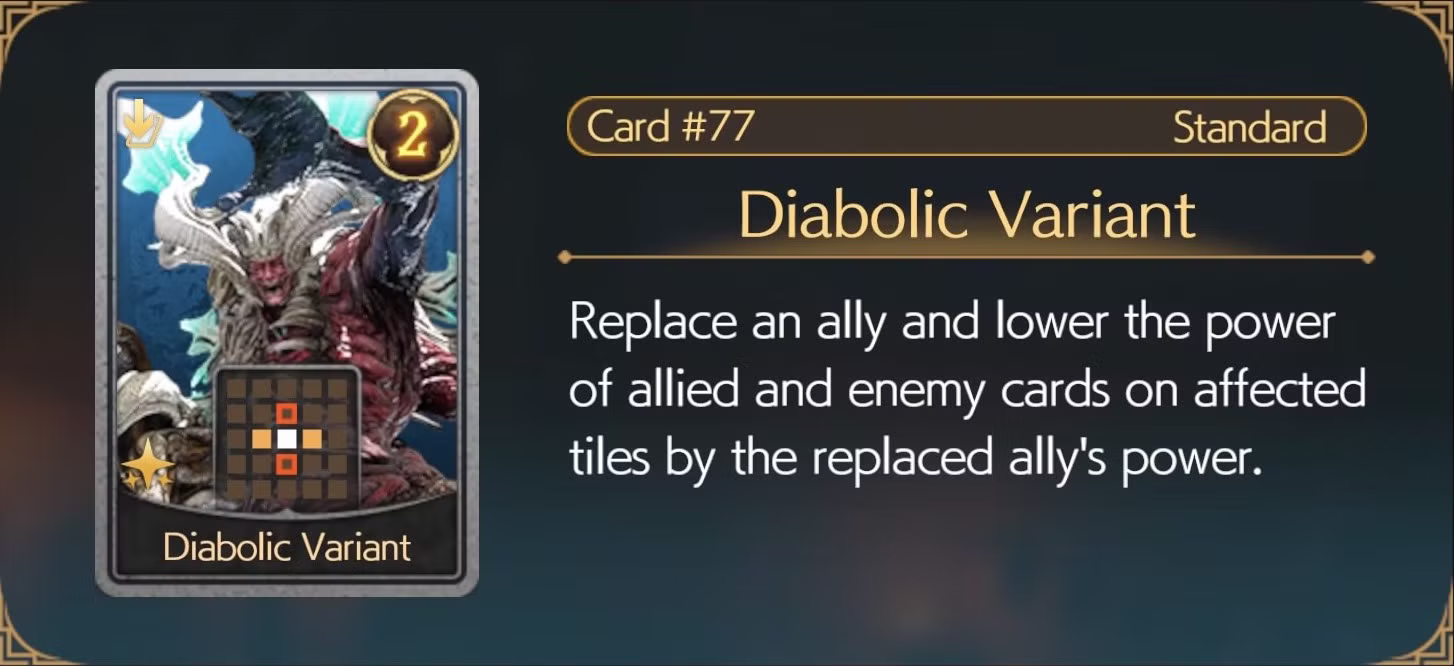 2
Diabolic Variant
Card #77
Standard
Diabolic Variant
Replace an ally and lower the power
of allied and enemy cards on affected
tiles by the replaced ally's power.